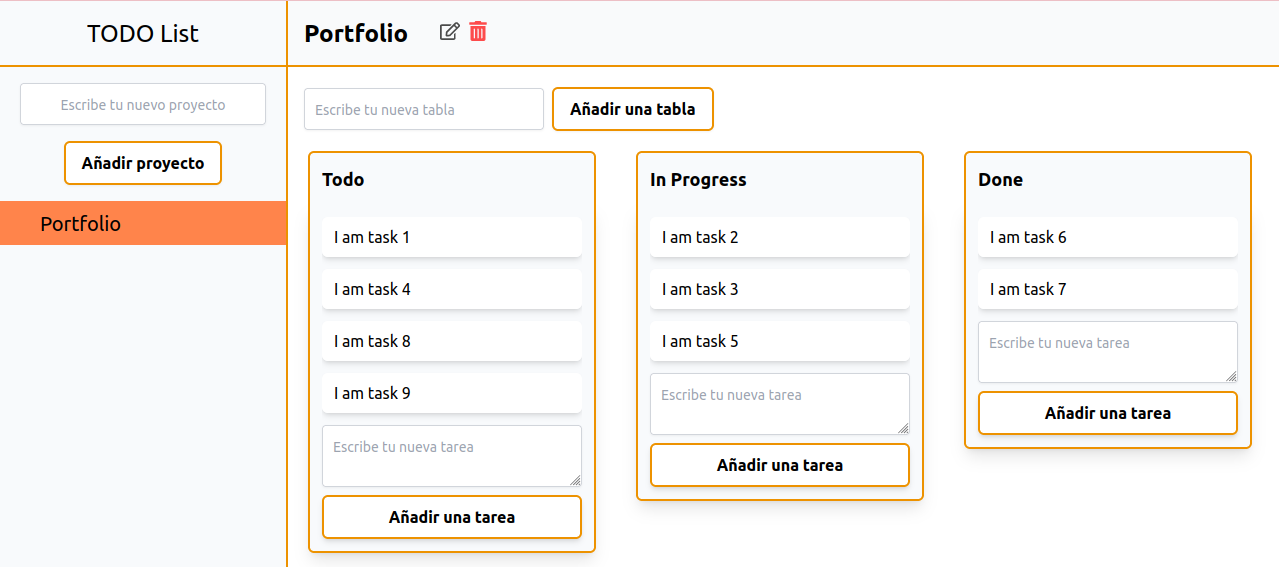 TODO List
Escribe tu nuevo proyecto
Añadir proyecto
Portfolio
Portfolio
Escribe tu nueva tabla
Añadir una tabla
Todo
I am task 1
I am task 4
I am task 8
I am task 9
Escribe tu nueva tarea
Añadir una tarea
In Progress
I am task 2
I am task 3
I am task 5
Escribe tu nueva tarea
Añadir una tarea
Done
I am task 6
I am task 7
Escribe tu nueva tarea
Añadir una tarea